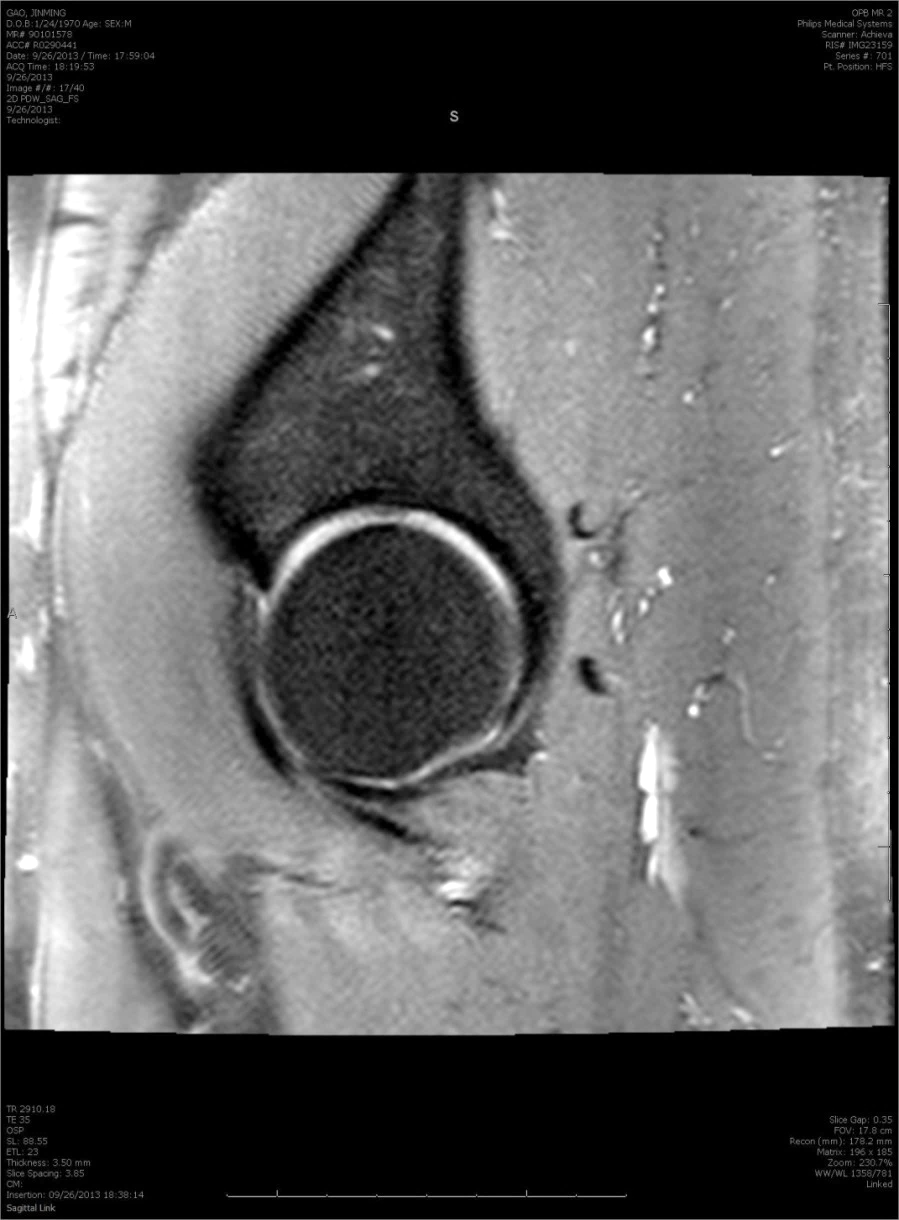 GAO, JINMING
D.O.B:1/24/1970 Age: SEX:M
MR# 90101578
ACC# R0290441
Date: 9/26/2013 / Time: 17:59:04
ACQ Time: 18:19:53
9/26/2013
Image #/#: 17/40
2D PDW_SAG_FS
9/26/2013
Technologist:
OPB MR 2
Philips Medical Systems
Scanner: Achieva
RIS# IMG23159
Series #: 701
Pt. Position: HFS
S
A
TR 2910.18
TE 35
OSP
SL: 88.55
ETL: 23
Thickness: 3.50 mm
Slice Spacing: 3.85
CM:
Insertion: 09/26/2013 18:38:14
Sagittal Link
Slice Gap: 0.35
FOV: 17.8 cm
Recon (mm): 178.2 mm
Matrix: 196 x 185
Zoom: 230.7%
WW/WL 1358/781
Linked